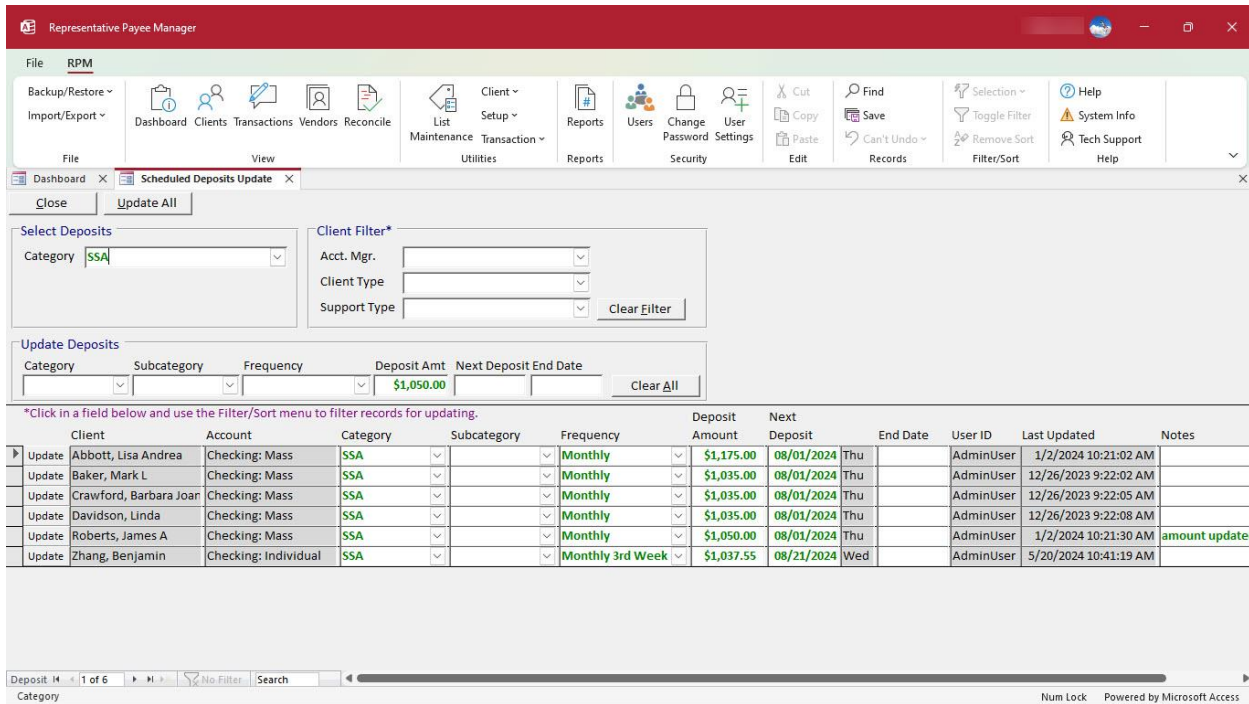 Representative Payee Manager
File RPM
Backup/Restore
Import/Export
File
Dashboard Clients Transactions Vendors Reconcile
View
List Maintenance
Client
Setup
Transaction
Utilities
Reports
Reports
Users
Change Password
User Settings
Security
Cut
Copy
Paste
Edit
Find
Save
Can't Undo
Records
Selection
Toggle Filter
Remove Sort
Filter/Sort
Help
System Info
Tech Support
Help
Dashboard X Scheduled Deposits Update X
Close Update All
Select Deposits
Category SSA
Client Filter*
Acct. Mgr.
Client Type
Support Type Clear Filter
Update Deposits
Category Subcategory Frequency Deposit Amt Next Deposit End Date
$1,050.00 Clear All
*Click in a field below and use the Filter/Sort menu to filter records for updating.
Client Account Category Subcategory Frequency Deposit Amount Next Deposit End Date User ID Last Updated Notes
Update Abbott, Lisa Andrea Checking: Mass SSA Monthly $1,175.00 08/01/2024 Thu AdminUser 1/2/2024 10:21:02 AM
Update Baker, Mark L Checking: Mass SSA Monthly $1,035.00 08/01/2024 Thu AdminUser 12/26/2023 9:22:02 AM
Update Crawford, Barbara Joan Checking: Mass SSA Monthly $1,035.00 08/01/2024 Thu AdminUser 12/26/2023 9:22:05 AM
Update Davidson, Linda Checking: Mass SSA Monthly $1,035.00 08/01/2024 Thu AdminUser 12/26/2023 9:22:08 AM
Update Roberts, James A Checking: Mass SSA Monthly $1,050.00 08/01/2024 Thu AdminUser 1/2/2024 10:21:30 AM amount update
Update Zhang, Benjamin Checking: Individual SSA Monthly 3rd Week $1,037.55 08/21/2024 Wed AdminUser 5/20/2024 10:41:19 AM
Deposit 1 of 6 No Filter Search
Category Num Lock Powered by Microsoft Access